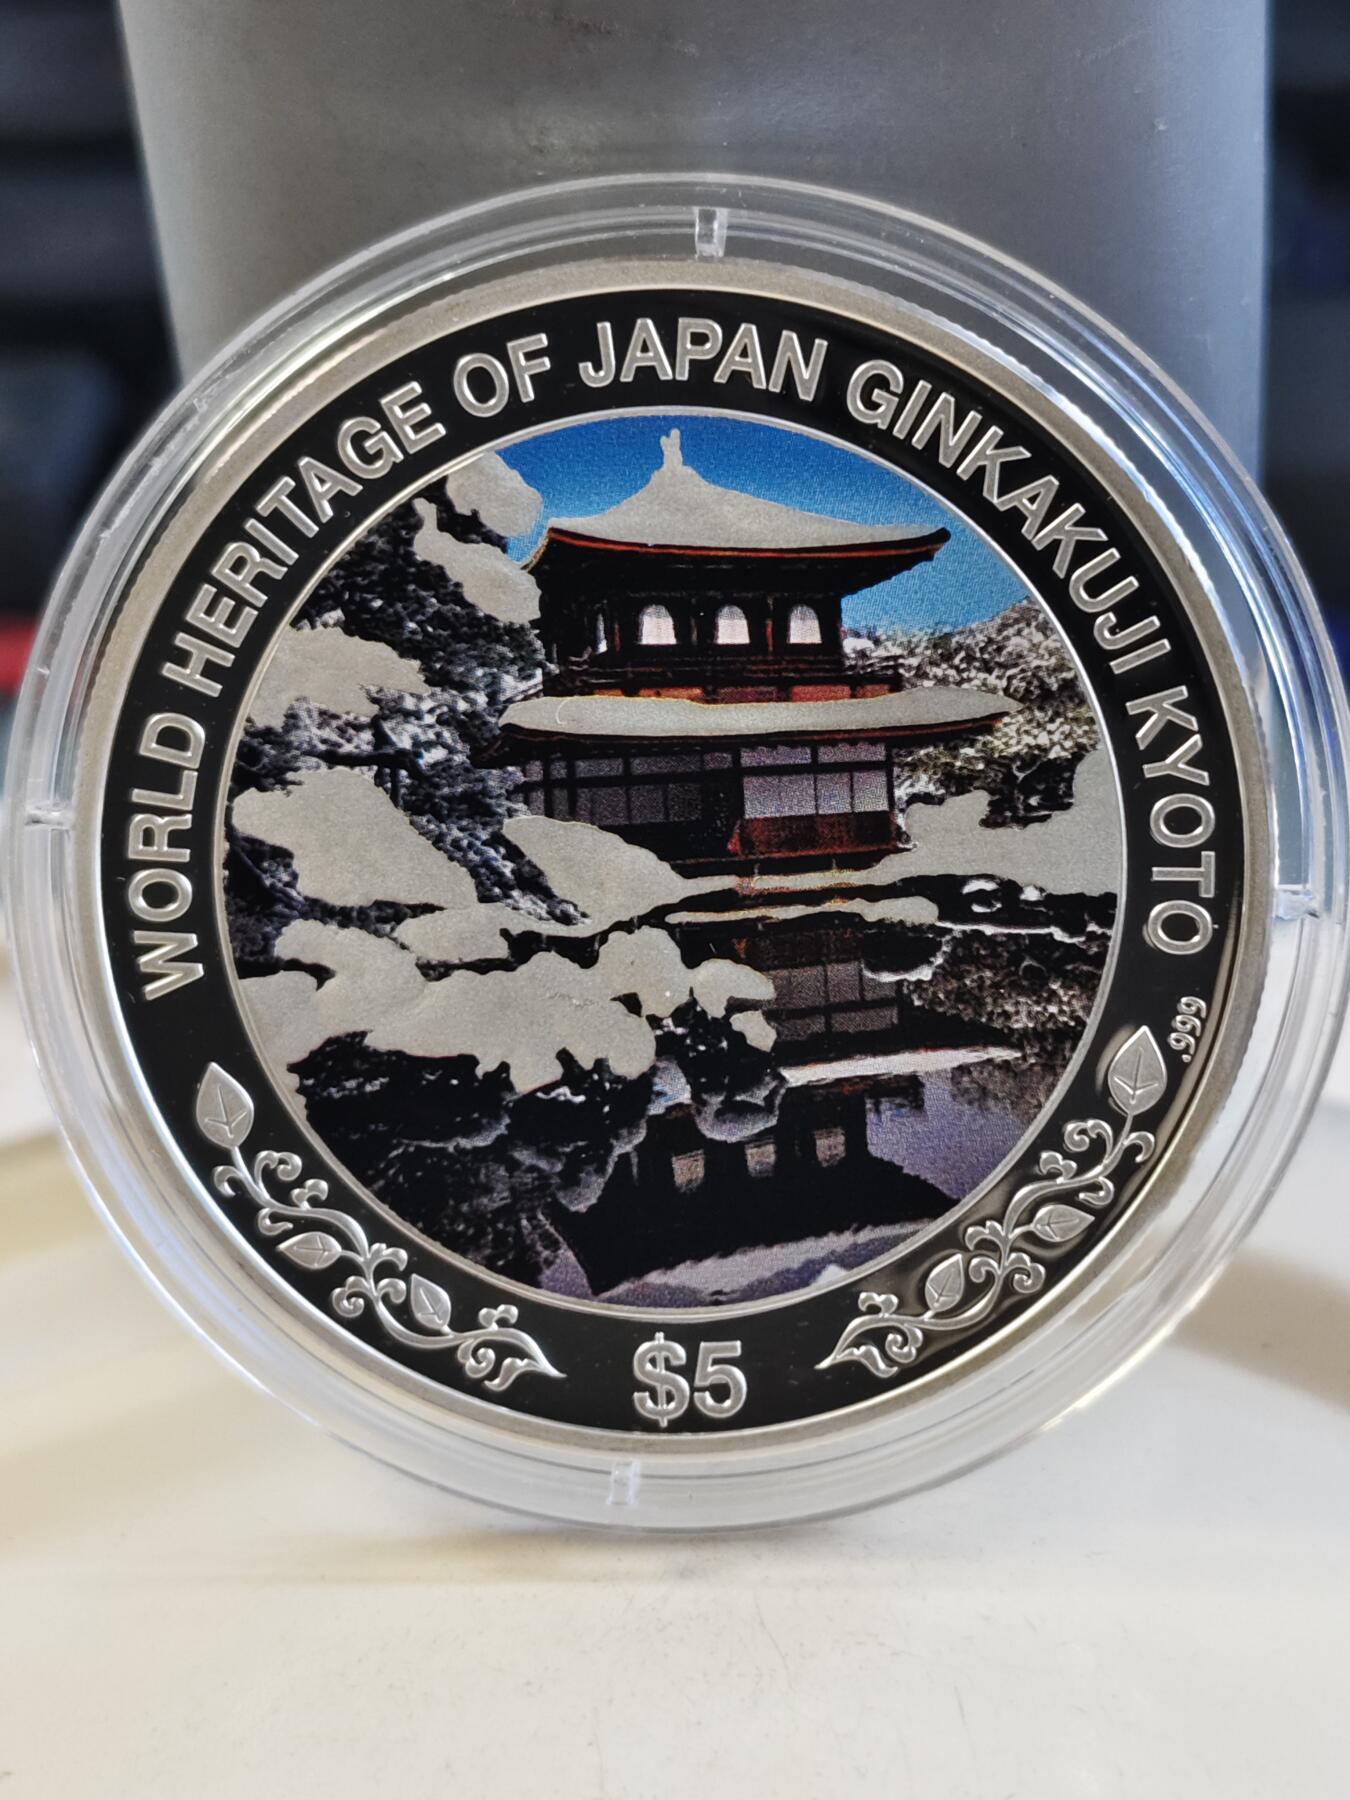 WORLD HERITAGE OF JAPAN GINKAKUJI KYOTO
.999
$5